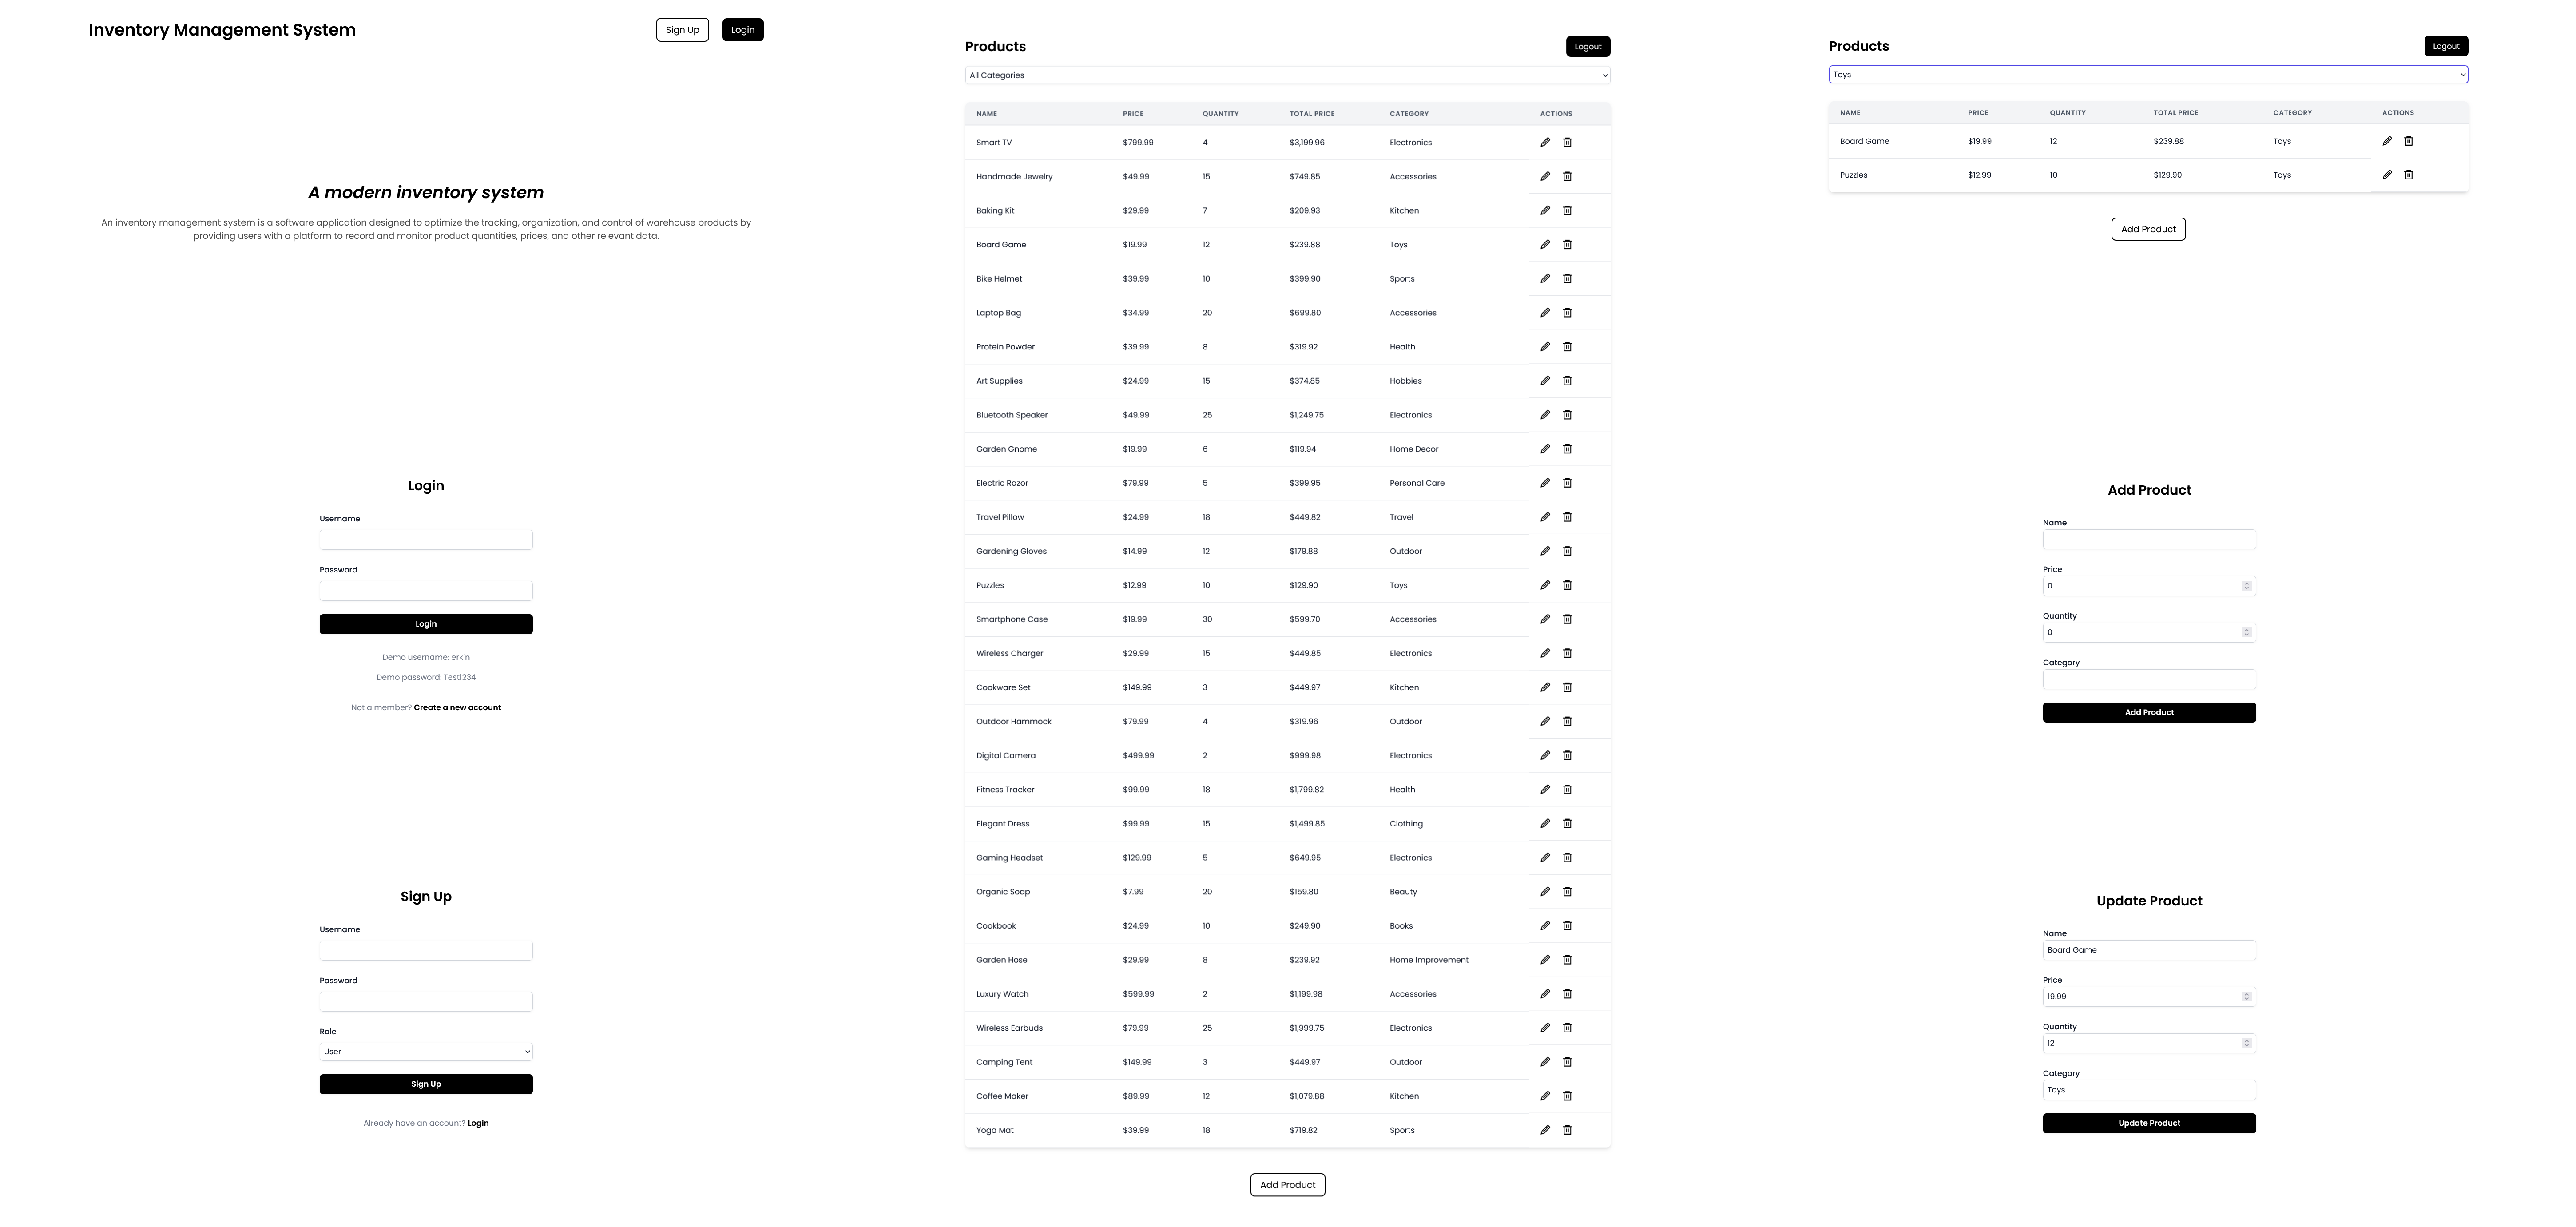 Inventory Management System
Sign Up Login
A modern inventory system
An inventory management system is a software application designed to optimize the tracking, organization, and control of warehouse products by
providing users with a platform to record and monitor product quantities, prices, and other relevant data.
Login
Username
Password
Login
Demo username: erkin
Demo password: Test1234
Not a member? Create a new account
Sign Up
Username
Password
Role
User
Sign Up
Already have an account? Login
Products Logout
All Categories
NAME PRICE QUANTITY TOTAL PRICE CATEGORY ACTIONS
Smart TV $799.99 4 $3,199.96 Electronics
Handmade Jewelry $49.99 15 $749.85 Accessories
Baking Kit $29.99 7 $209.93 Kitchen
Board Game $19.99 12 $239.88 Toys
Bike Helmet $39.99 10 $399.90 Sports
Laptop Bag $34.99 20 $699.80 Accessories
Protein Powder $39.99 8 $319.92 Health
Art Supplies $24.99 15 $374.85 Hobbies
Bluetooth Speaker $49.99 25 $1,249.75 Electronics
Garden Gnome $19.99 6 $119.94 Home Decor
Electric Razor $79.99 5 $399.95 Personal Care
Travel Pillow $24.99 18 $449.82 Travel
Gardening Gloves $14.99 12 $179.88 Outdoor
Puzzles $12.99 10 $129.90 Toys
Smartphone Case $19.99 30 $599.70 Accessories
Wireless Charger $29.99 15 $449.85 Electronics
Cookware Set $149.99 3 $449.97 Kitchen
Outdoor Hammock $79.99 4 $319.96 Outdoor
Digital Camera $499.99 2 $999.98 Electronics
Fitness Tracker $99.99 18 $1,799.82 Health
Elegant Dress $99.99 15 $1,499.85 Clothing
Gaming Headset $129.99 5 $649.95 Electronics
Organic Soap $7.99 20 $159.80 Beauty
Cookbook $24.99 10 $249.90 Books
Garden Hose $29.99 8 $239.92 Home Improvement
Luxury Watch $599.99 2 $1,199.98 Accessories
Wireless Earbuds $79.99 25 $1,999.75 Electronics
Camping Tent $149.99 3 $449.97 Outdoor
Coffee Maker $89.99 12 $1,079.88 Kitchen
Yoga Mat $39.99 18 $719.82 Sports
Add Product
Products Logout
Toys
NAME PRICE QUANTITY TOTAL PRICE CATEGORY ACTIONS
Board Game $19.99 12 $239.88 Toys
Puzzles $12.99 10 $129.90 Toys
Add Product
Add Product
Name
Price
0
Quantity
0
Category
Add Product
Update Product
Name
Board Game
Price
19.99
Quantity
12
Category
Toys
Update Product